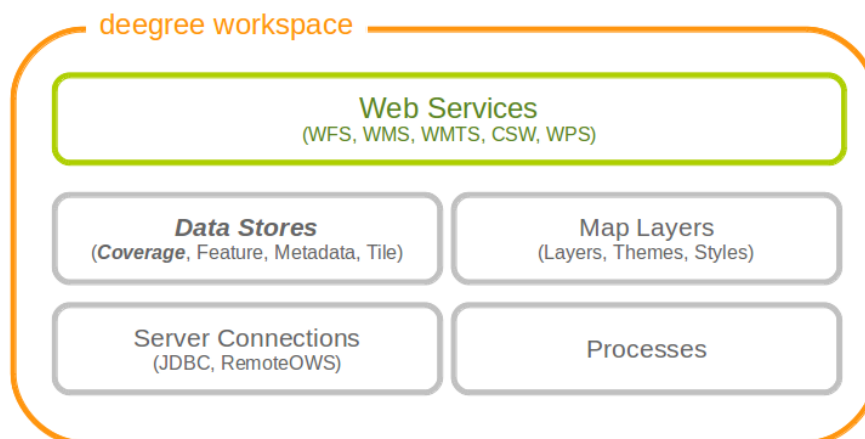 deegree workspace
Web Services
(WFS, WMS, WMTS, CSW, WPS)
Data Stores
(Coverage, Feature, Metadata, Tile)
Map Layers
(Layers, Themes, Styles)
Server Connections
(JDBC, RemoteOWS)
Processes